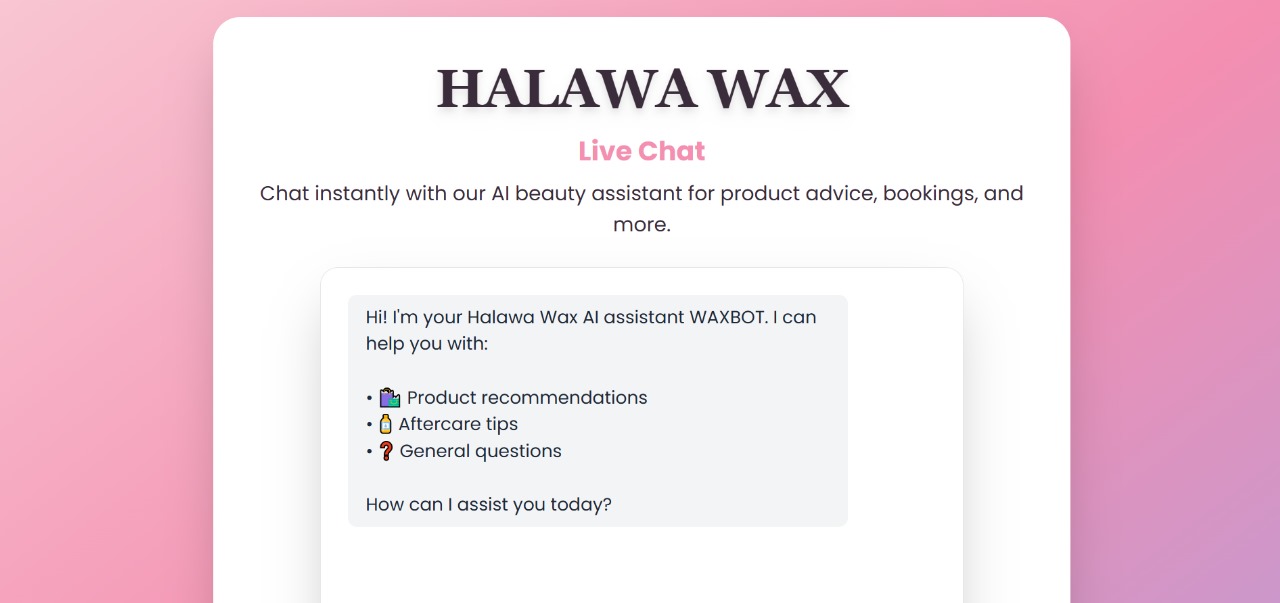 HALAWA WAX
Live Chat
Chat instantly with our AI beauty assistant for product advice, bookings, and
more.
Hi! I'm your Halawa Wax AI assistant WAXBOT. I can
help you with:
• 🛍️ Product recommendations
• 🧴 Aftercare tips
• ❓ General questions
How can I assist you today?